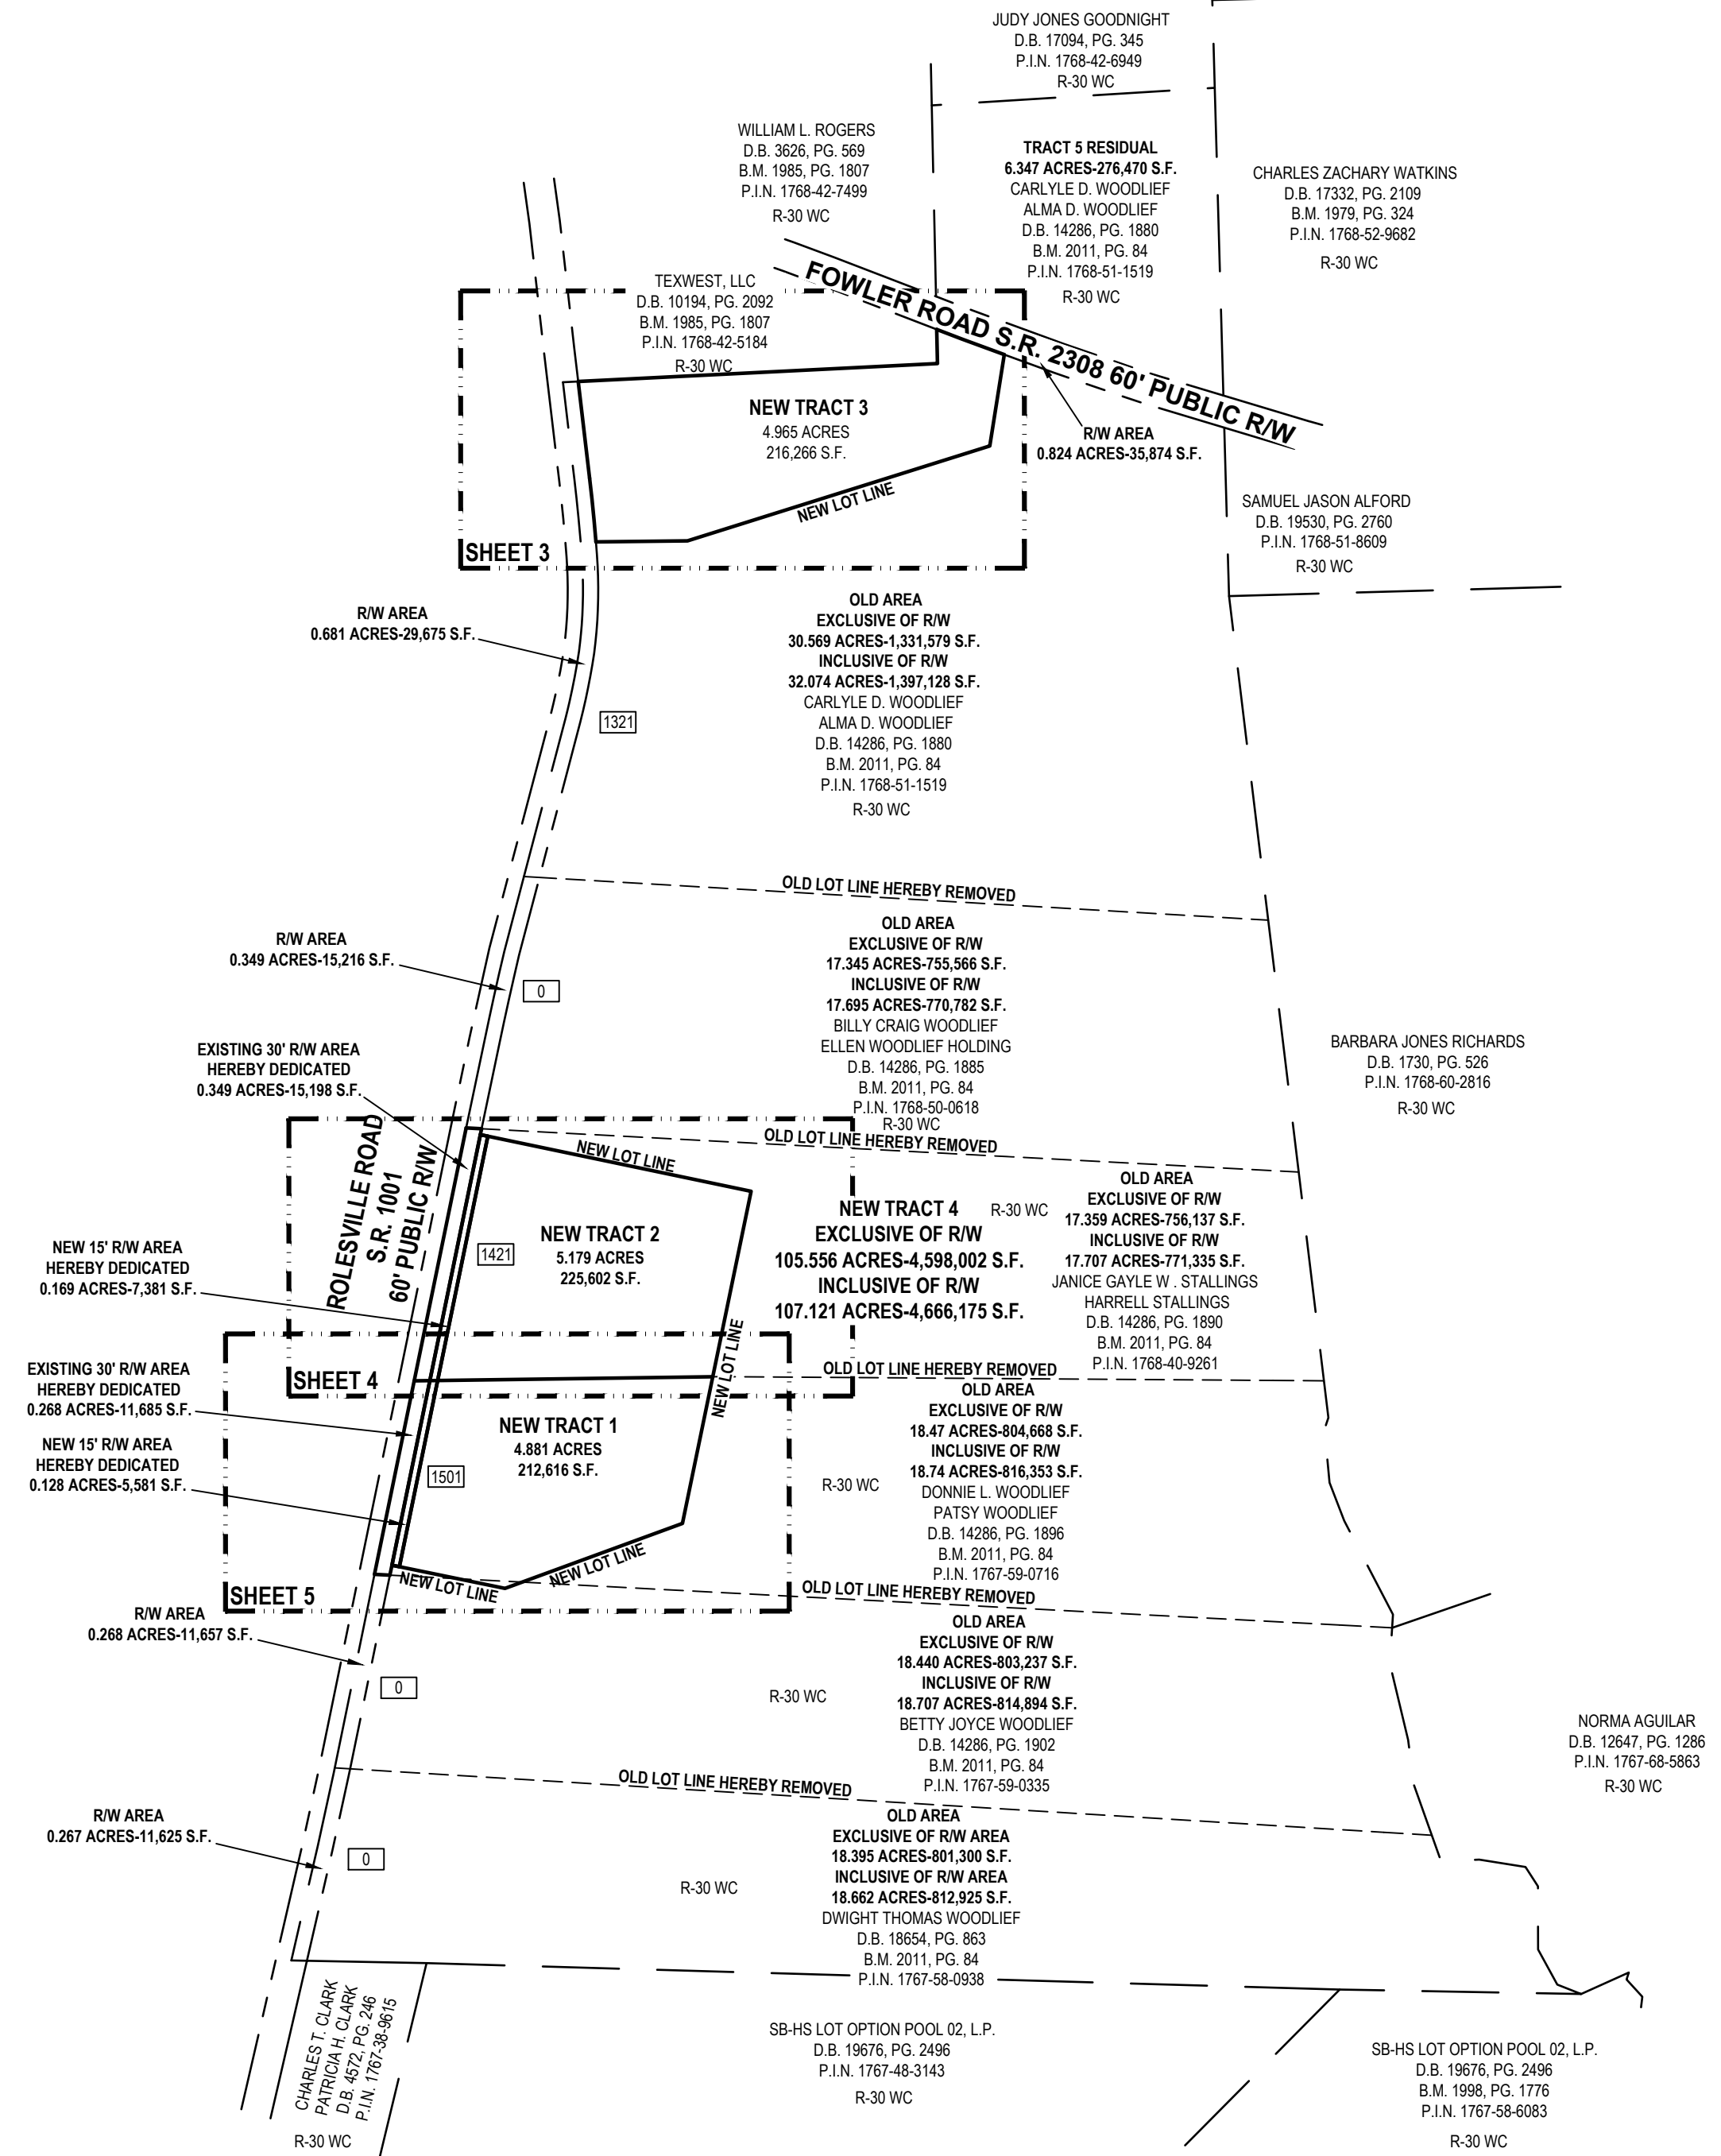 JUDY JONES GOODNIGHT
D.B. 17094, PG. 345
P.I.N. 1768-42-6949
R-30 WC
WILLIAM L. ROGERS
D.B. 3626, PG. 569
B.M. 1985, PG. 1807
P.I.N. 1768-42-7499
R-30 WC
TRACT 5 RESIDUAL
6.347 ACRES-276,470 S.F.
CARLYLE D. WOODLIEF
ALMA D. WOODLIEF
D.B. 14286, PG. 1880
B.M. 2011, PG. 84
P.I.N. 1768-51-1519
R-30 WC
CHARLES ZACHARY WATKINS
D.B. 17332, PG. 2109
B.M. 1979, PG. 324
P.I.N. 1768-52-9682
R-30 WC
TEXWEST, LLC
D.B. 10194, PG. 2092
B.M. 1985, PG. 1807
P.I.N. 1768-42-5184
R-30 WC
FOWLER ROAD S.R. 2308 60' PUBLIC R/W
NEW TRACT 3
4.965 ACRES
216,266 S.F.
R/W AREA
0.824 ACRES-35,874 S.F.
NEW LOT LINE
SHEET 3
SAMUEL JASON ALFORD
D.B. 19530, PG. 2760
P.I.N. 1768-51-8609
R-30 WC
R/W AREA
0.681 ACRES-29,675 S.F.
1321
OLD AREA
EXCLUSIVE OF R/W
30.569 ACRES-1,331,579 S.F.
INCLUSIVE OF R/W
32.074 ACRES-1,397,128 S.F.
CARLYLE D. WOODLIEF
ALMA D. WOODLIEF
D.B. 14286, PG. 1880
B.M. 2011, PG. 84
P.I.N. 1768-51-1519
R-30 WC
OLD LOT LINE HEREBY REMOVED
R/W AREA
0.349 ACRES-15,216 S.F.
0
OLD AREA
EXCLUSIVE OF R/W
17.345 ACRES-755,566 S.F.
INCLUSIVE OF R/W
17.695 ACRES-770,782 S.F.
BILLY CRAIG WOODLIEF
ELLEN WOODLIEF HOLDING
D.B. 14286, PG. 1885
B.M. 2011, PG. 84
P.I.N. 1768-50-0618
R-30 WC
BARBARA JONES RICHARDS
D.B. 1730, PG. 526
P.I.N. 1768-60-2816
R-30 WC
EXISTING 30' R/W AREA
HEREBY DEDICATED
0.349 ACRES-15,198 S.F.
OLD LOT LINE HEREBY REMOVED
NEW LOT LINE
ROLESVILLE ROAD
S.R. 1001
60' PUBLIC R/W
1421
NEW TRACT 2
5.179 ACRES
225,602 S.F.
NEW TRACT 4
EXCLUSIVE OF R/W
105.556 ACRES-4,598,002 S.F.
INCLUSIVE OF R/W
107.121 ACRES-4,666,175 S.F.
R-30 WC
OLD AREA
EXCLUSIVE OF R/W
17.359 ACRES-756,137 S.F.
INCLUSIVE OF R/W
17.707 ACRES-771,335 S.F.
JANICE GAYLE W . STALLINGS
HARRELL STALLINGS
D.B. 14286, PG. 1890
B.M. 2011, PG. 84
P.I.N. 1768-40-9261
NEW 15' R/W AREA
HEREBY DEDICATED
0.169 ACRES-7,381 S.F.
NEW LOT LINE
SHEET 4
OLD LOT LINE HEREBY REMOVED
EXISTING 30' R/W AREA
HEREBY DEDICATED
0.268 ACRES-11,685 S.F.
NEW 15' R/W AREA
HEREBY DEDICATED
0.128 ACRES-5,581 S.F.
NEW TRACT 1
4.881 ACRES
212,616 S.F.
1501
R-30 WC
OLD AREA
EXCLUSIVE OF R/W
18.47 ACRES-804,668 S.F.
INCLUSIVE OF R/W
18.74 ACRES-816,353 S.F.
DONNIE L. WOODLIEF
PATSY WOODLIEF
D.B. 14286, PG. 1896
B.M. 2011, PG. 84
P.I.N. 1767-59-0716
NEW LOT LINE
NEW LOT LINE
SHEET 5
OLD LOT LINE HEREBY REMOVED
R/W AREA
0.268 ACRES-11,657 S.F.
0
R-30 WC
OLD AREA
EXCLUSIVE OF R/W
18.440 ACRES-803,237 S.F.
INCLUSIVE OF R/W
18.707 ACRES-814,894 S.F.
BETTY JOYCE WOODLIEF
D.B. 14286, PG. 1902
B.M. 2011, PG. 84
P.I.N. 1767-59-0335
NORMA AGUILAR
D.B. 12647, PG. 1286
P.I.N. 1767-68-5863
R-30 WC
OLD LOT LINE HEREBY REMOVED
R/W AREA
0.267 ACRES-11,625 S.F.
0
R-30 WC
OLD AREA
EXCLUSIVE OF R/W AREA
18.395 ACRES-801,300 S.F.
INCLUSIVE OF R/W AREA
18.662 ACRES-812,925 S.F.
DWIGHT THOMAS WOODLIEF
D.B. 18654, PG. 863
B.M. 2011, PG. 84
P.I.N. 1767-58-0938
CHARLES T. CLARK
PATRICIA H. CLARK
D.B. 4572, PG. 246
P.I.N. 1767-38-9615
R-30 WC
SB-HS LOT OPTION POOL 02, L.P.
D.B. 19676, PG. 2496
P.I.N. 1767-48-3143
R-30 WC
SB-HS LOT OPTION POOL 02, L.P.
D.B. 19676, PG. 2496
B.M. 1998, PG. 1776
P.I.N. 1767-58-6083
R-30 WC